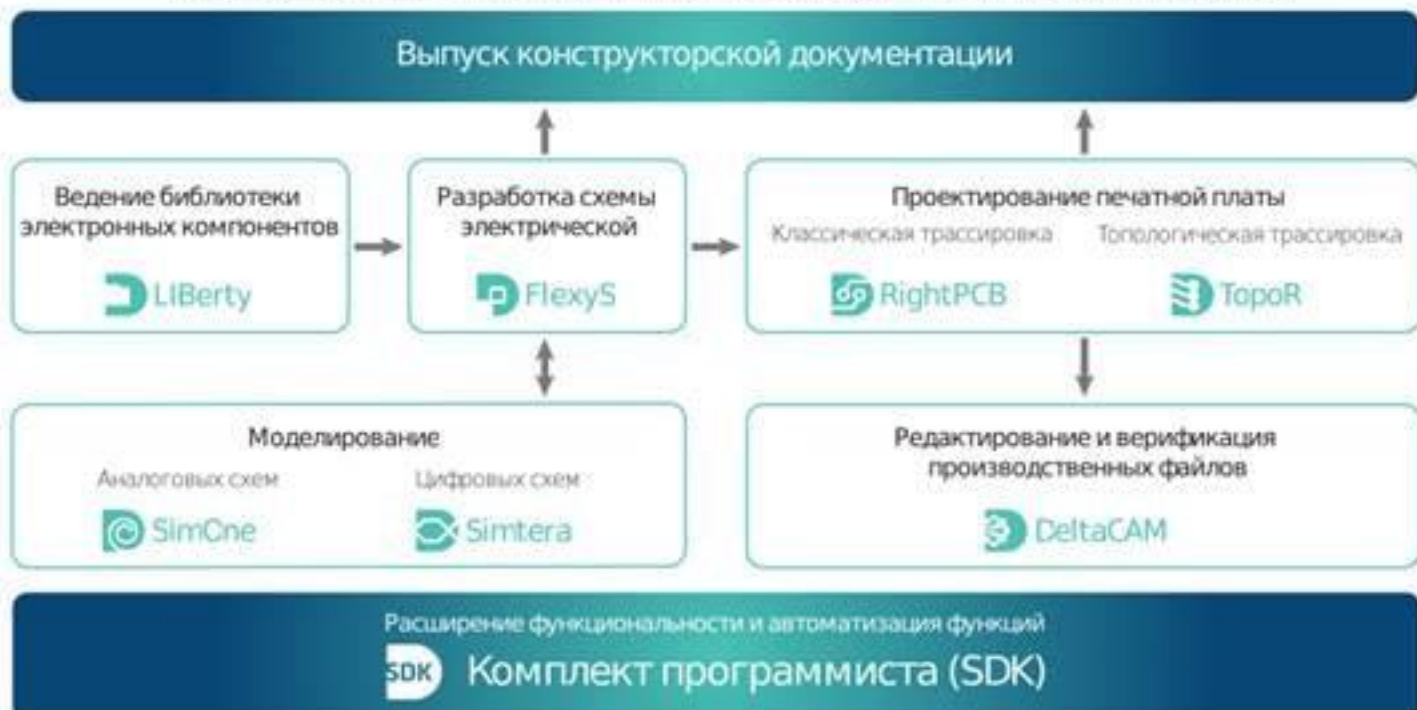 Выпуск конструкторской документации
Ведение библиотеки
электронных компонентов
LIBerty
Разработка схемы
электрической
FlexyS
Проектирование печатной платы
Классическая трассировка
Топологическая трассировка
RightPCB
TopoR
Моделирование
Аналоговых схем
Цифровых схем
SimOne
Simtera
Редактирование и верификация
производственных файлов
DeltaCAM
Расширение функциональности и автоматизация функций
SDK
Комплект программиста (SDK)